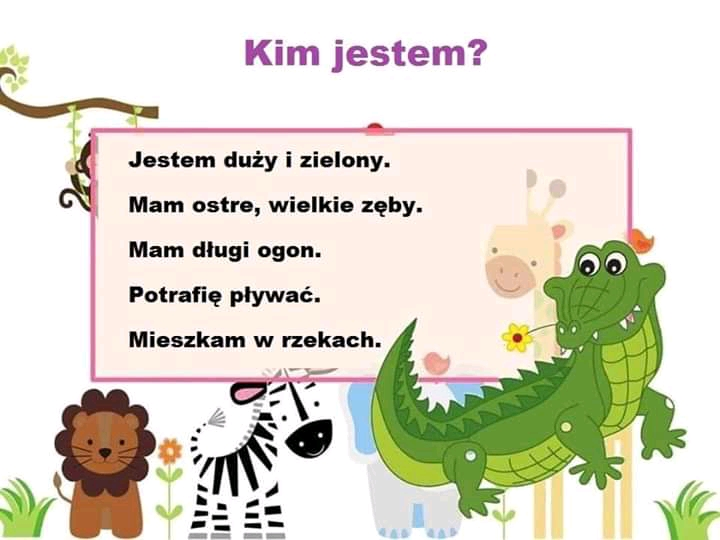 Kim jestem?
Jestem duży i zielony.
Mam ostre, wielkie zęby.
Mam długi ogon.
Potrafię pływać.
Mieszkam w rzekach.